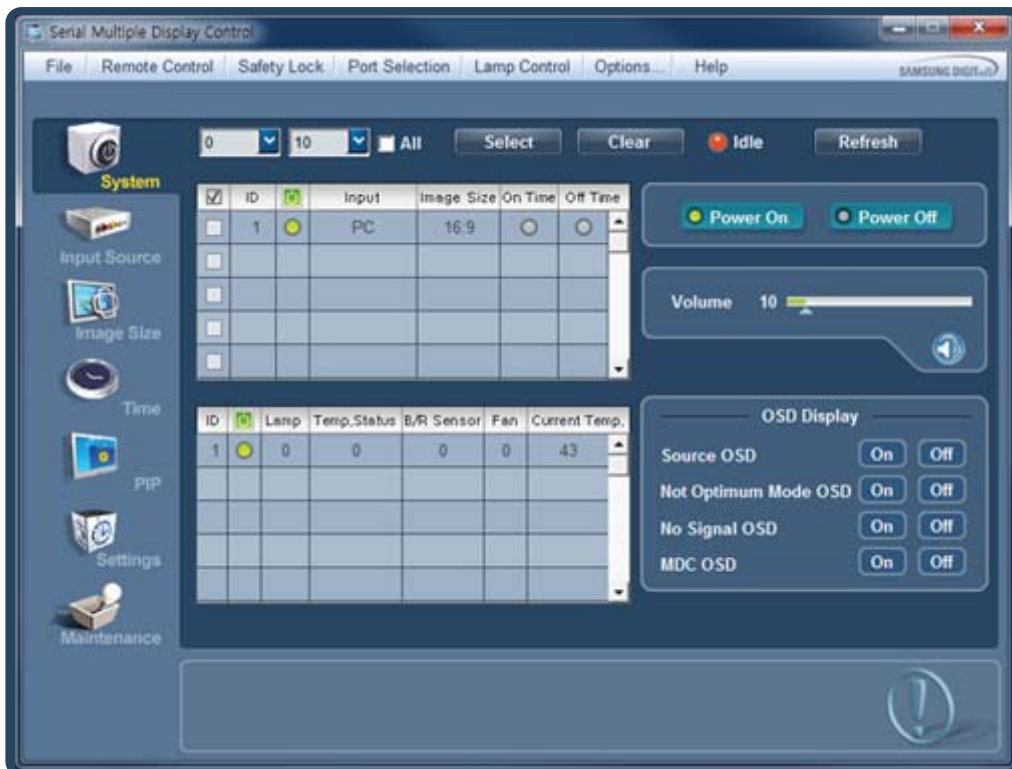 Serial Multiple Display Control
File Remote Control Safety Lock Port Selection Lamp Control Options... Help
0 10 All Select Clear Idle Refresh
System
Input Source
Image Size
Time
PIP
Settings
Maintenance
ID Input Image Size On Time Off Time
1 PC 16:9
Power On Power Off
Volume 10
ID Lamp Temp,Status B/R Sensor Fan Current Temp.
1 0 0 0 0 43
OSD Display
Source OSD On Off
Not Optimum Mode OSD On Off
No Signal OSD On Off
MDC OSD On Off